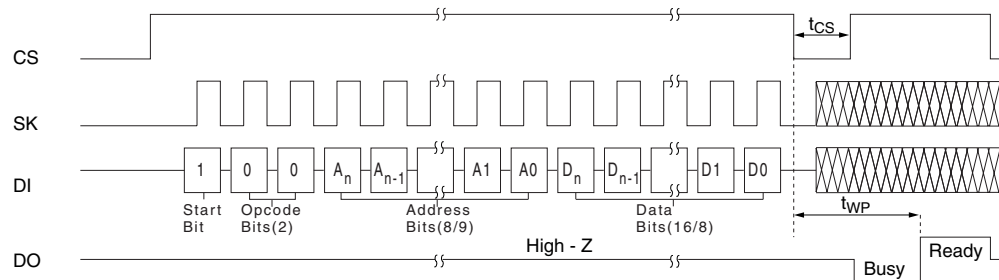 CS
tCS
SK
DI
1 0 0 An An-1 A1 A0 Dn Dn-1 D1 D0
Start
Bit
Opcode
Bits(2)
Address
Bits(8/9)
Data
Bits(16/8)
tWP
DO
High - Z
Busy
Ready